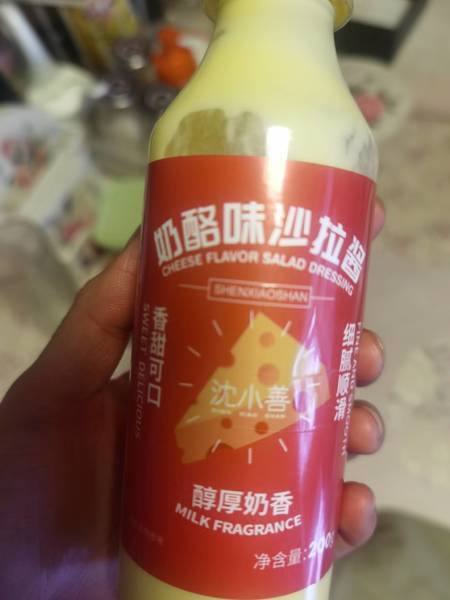 奶酪味沙拉酱
CHEESE FLAVOR SALAD DRESSING
SHENXIAOSHAN
香甜可口
SWEET DELICIOUS
细腻顺滑
沈小善
醇厚奶香
MILK FRAGRANCE
净含量:200g